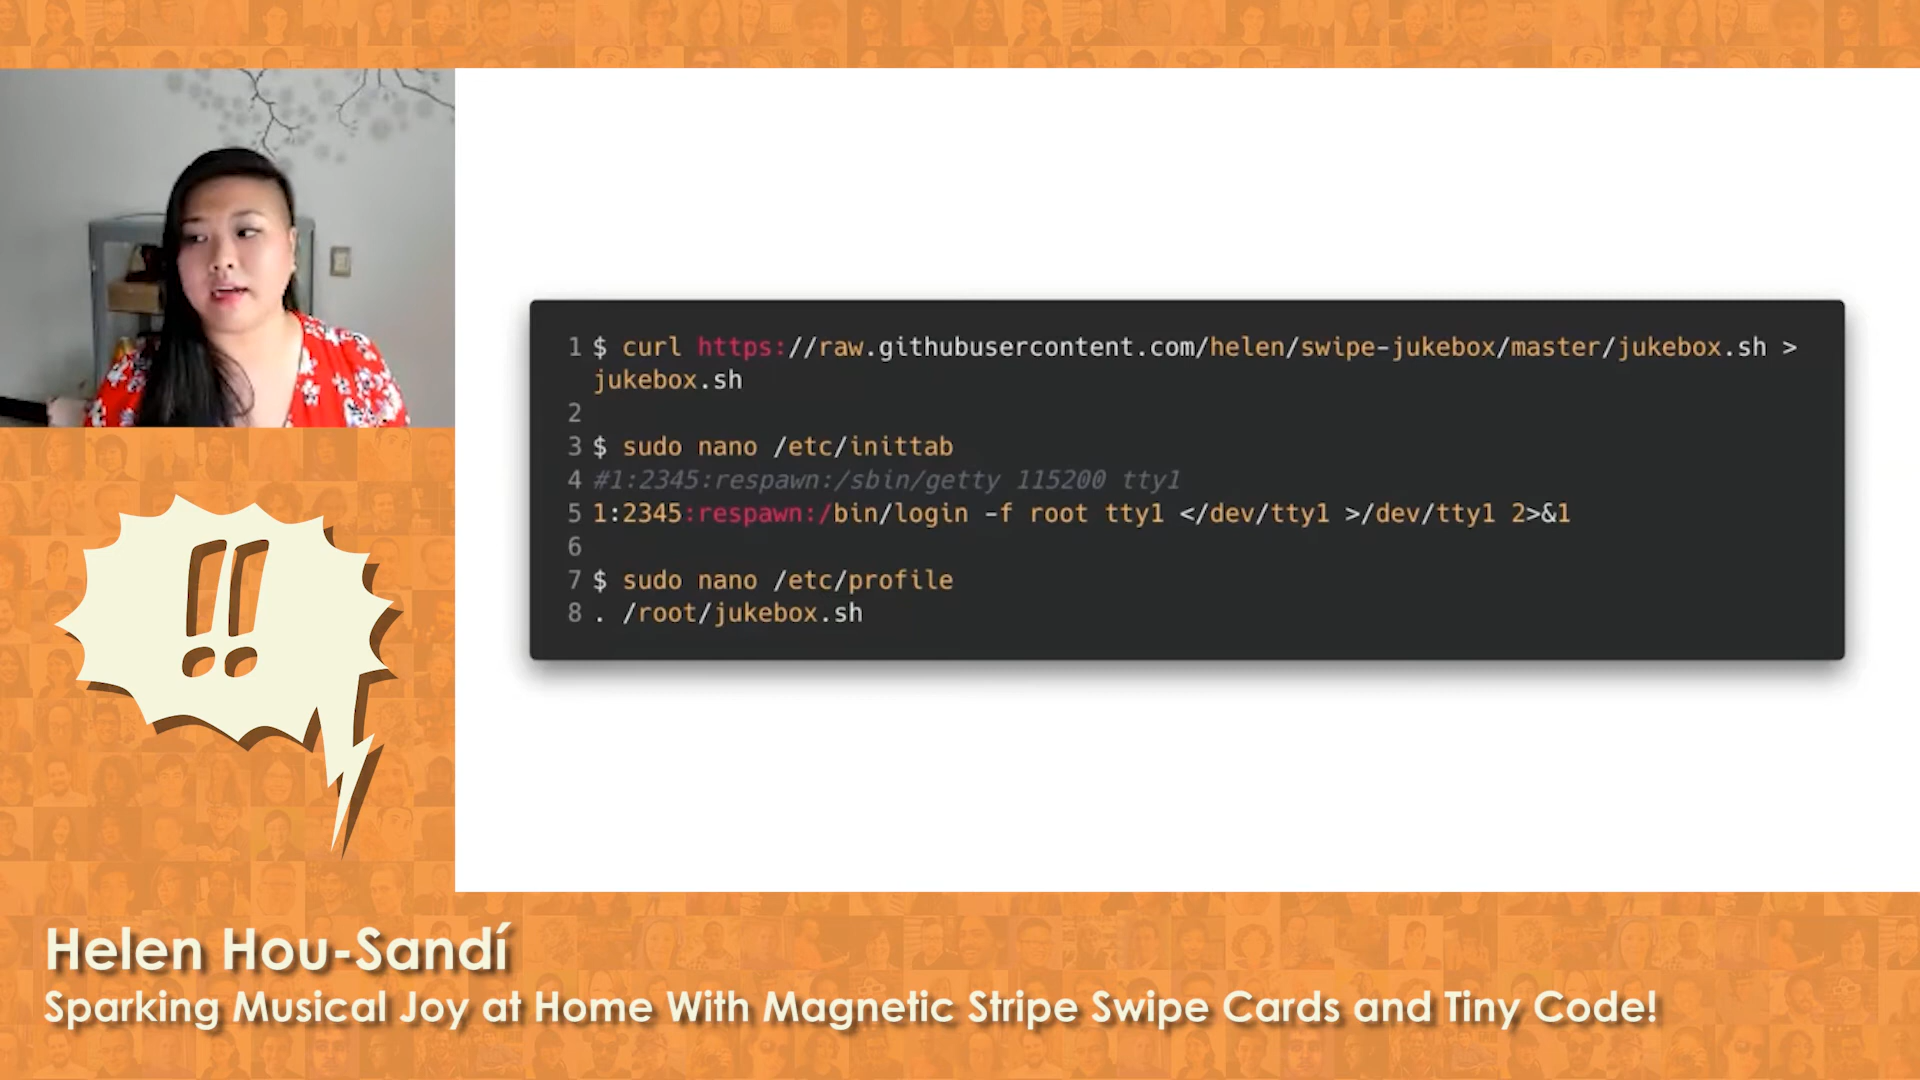 1 $ curl https://raw.githubusercontent.com/helen/swipe-jukebox/master/jukebox.sh >
jukebox.sh
2
3 $ sudo nano /etc/inittab
4 #1:2345:respawn:/sbin/getty 115200 tty1
5 1:2345:respawn:/bin/login -f root tty1 </dev/tty1 >/dev/tty1 2>&1
6
7 $ sudo nano /etc/profile
8 . /root/jukebox.sh
!!
Helen Hou-Sandí
Sparking Musical Joy at Home With Magnetic Stripe Swipe Cards and Tiny Code!